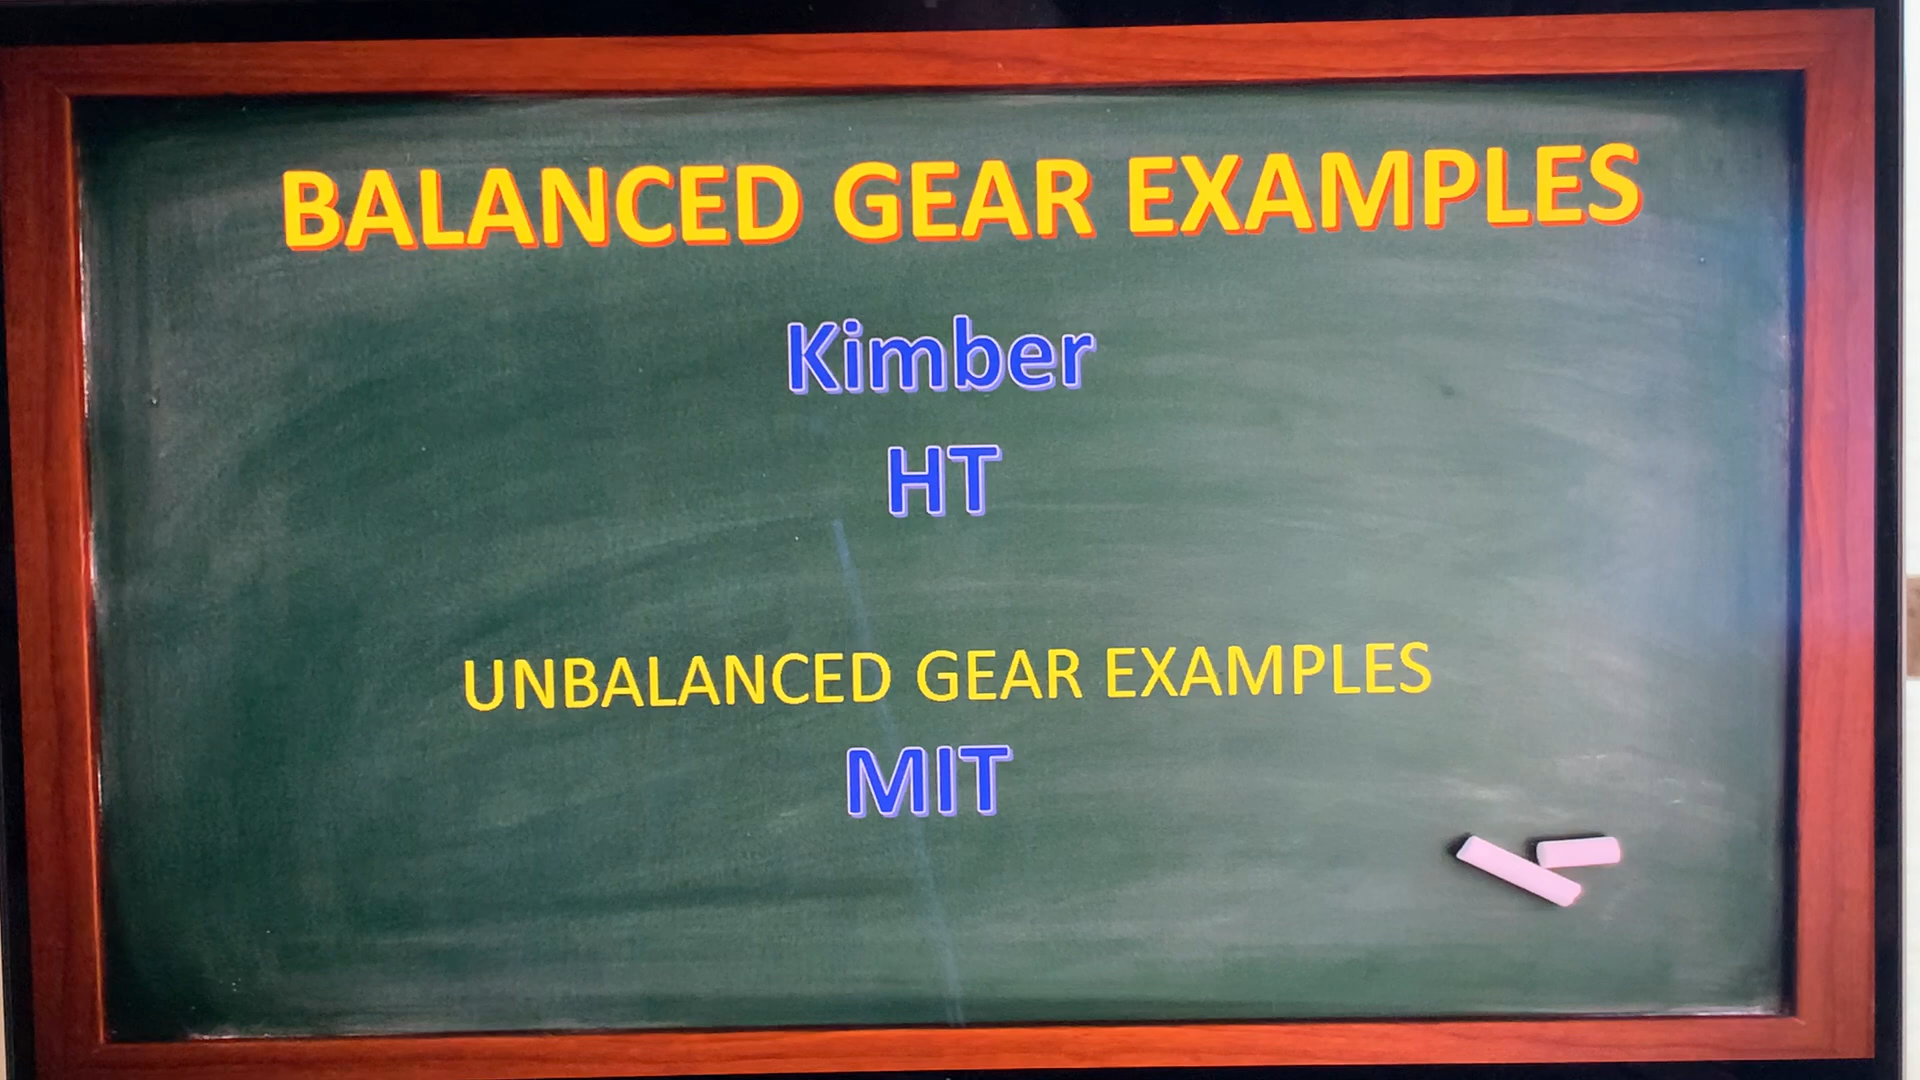 BALANCED GEAR EXAMPLES
Kimber
HT
UNBALANCED GEAR EXAMPLES
MIT